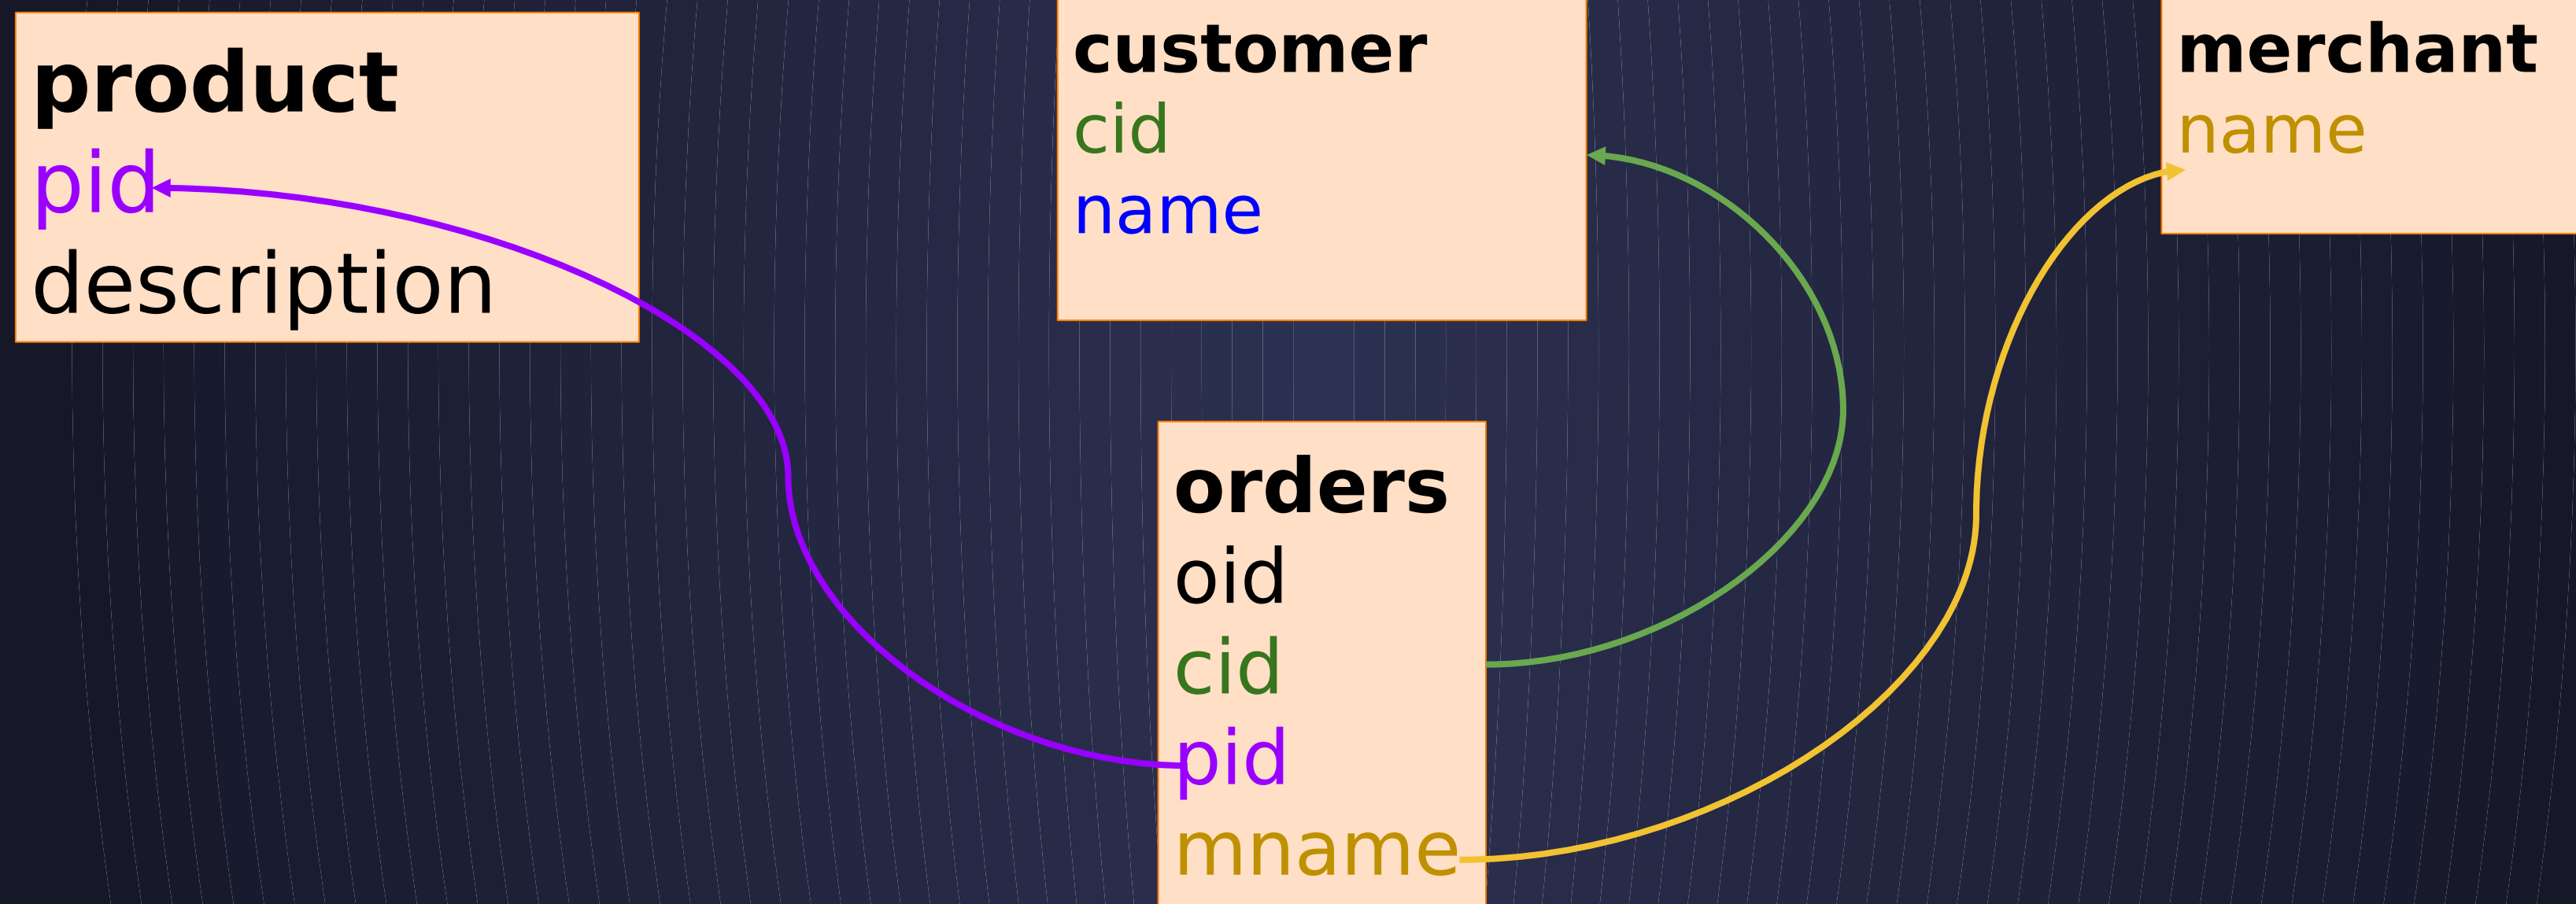 product
pid
description
customer
cid
name
merchant
name
orders
oid
cid
pid
mname